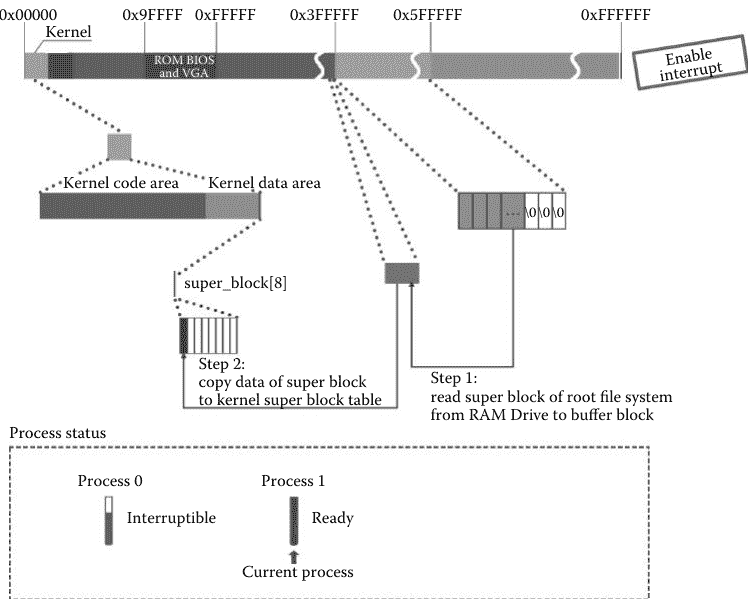 0x00000 0x9FFFF 0xFFFFF 0x3FFFFF 0x5FFFFF 0xFFFFFF
Kernel
ROM BIOS
and VGA
Enable
interrupt
Kernel code area Kernel data area
... \0 \0 \0
super_block[8]
Step 2:
copy data of super block
to kernel super block table
Step 1:
read super block of root file system
from RAM Drive to buffer block
Process status
Process 0 Process 1
Interruptible Ready
Current process